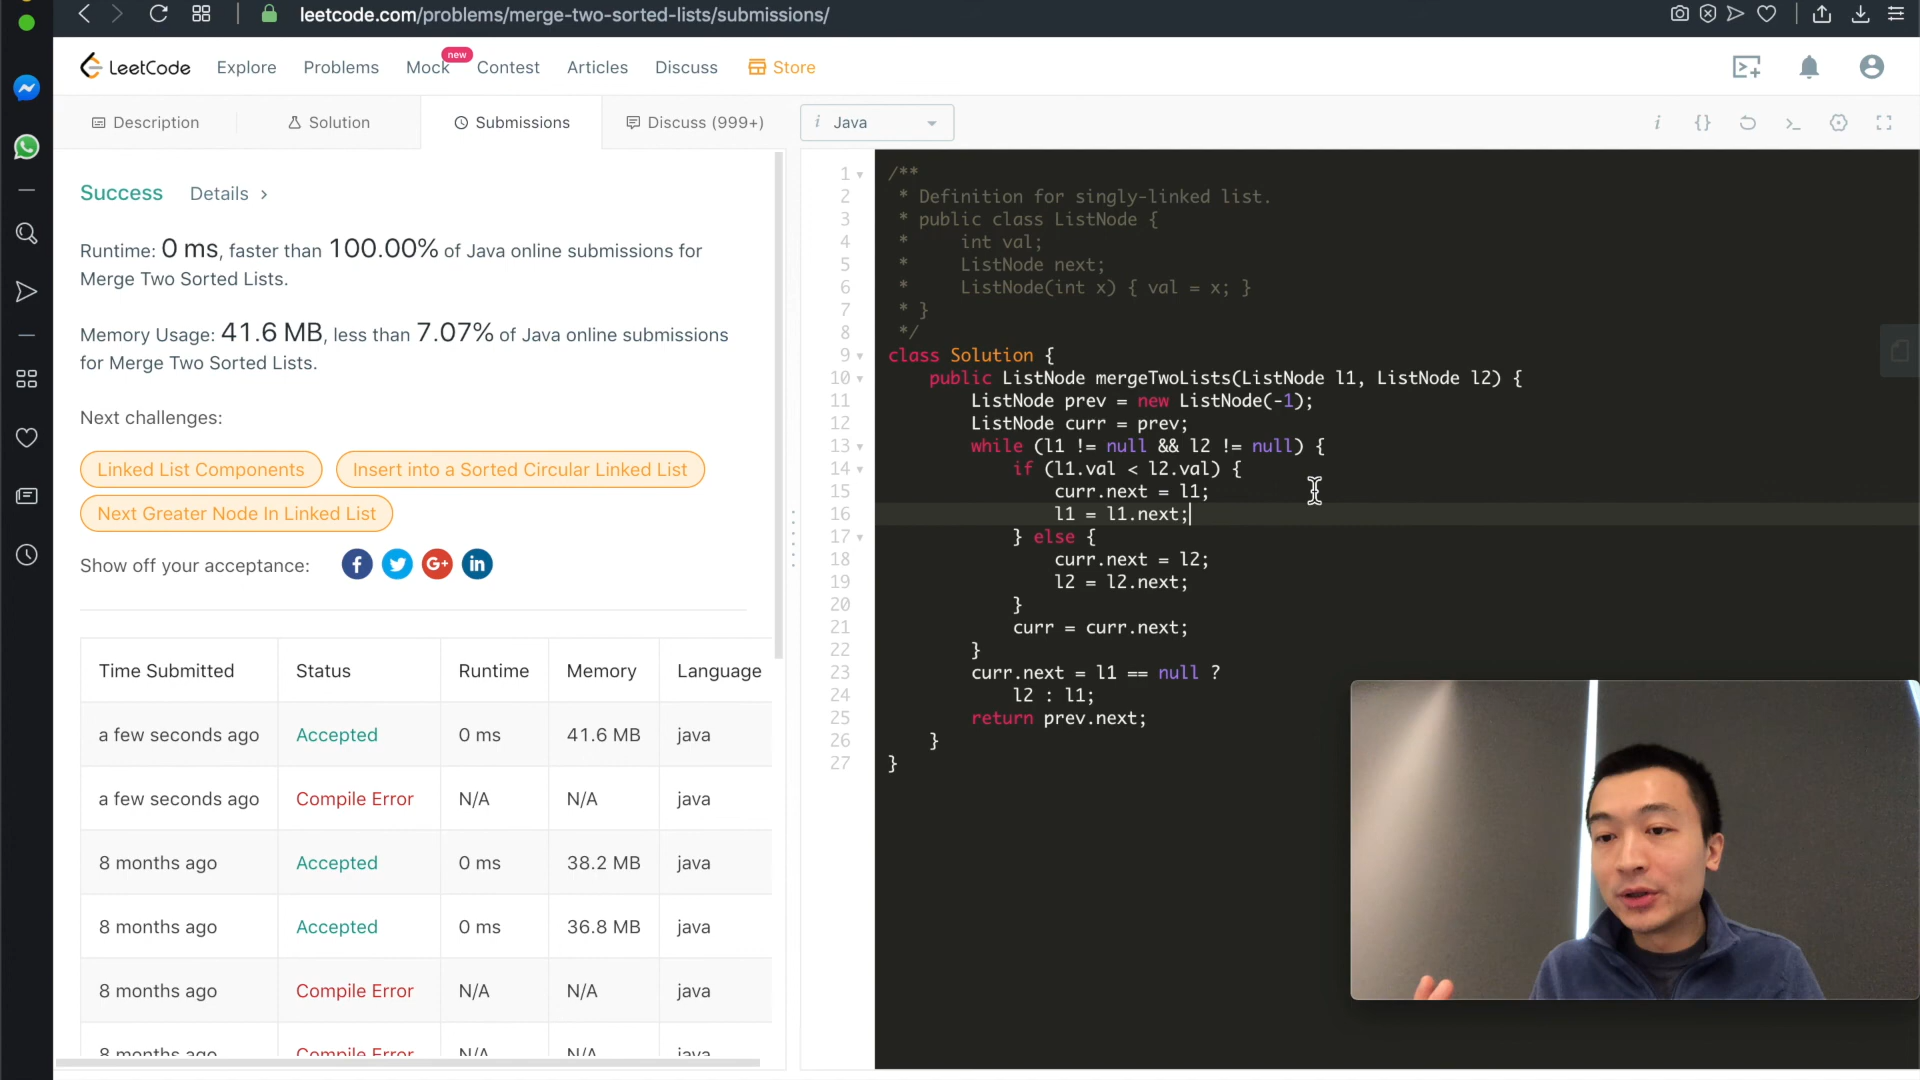 leetcode.com/problems/merge-two-sorted-lists/submissions/
LeetCode Explore Problems Mock new Contest Articles Discuss Store
Description Solution Submissions Discuss (999+) i Java
Success Details >
Runtime: 0 ms, faster than 100.00% of Java online submissions for
Merge Two Sorted Lists.
Memory Usage: 41.6 MB, less than 7.07% of Java online submissions
for Merge Two Sorted Lists.
Next challenges:
Linked List Components Insert into a Sorted Circular Linked List
Next Greater Node In Linked List
Show off your acceptance: f G+ in
Time Submitted Status Runtime Memory Language
a few seconds ago Accepted 0 ms 41.6 MB java
a few seconds ago Compile Error N/A N/A java
8 months ago Accepted 0 ms 38.2 MB java
8 months ago Accepted 0 ms 36.8 MB java
8 months ago Compile Error N/A N/A java
8 months ago Compile Error N/A N/A java
1 /**
2 * Definition for singly-linked list.
3 * public class ListNode {
4 * int val;
5 * ListNode next;
6 * ListNode(int x) { val = x; }
7 * }
8 */
9 class Solution {
10 public ListNode mergeTwoLists(ListNode l1, ListNode l2) {
11 ListNode prev = new ListNode(-1);
12 ListNode curr = prev;
13 while (l1 != null && l2 != null) {
14 if (l1.val < l2.val) {
15 curr.next = l1;
16 l1 = l1.next;
17 } else {
18 curr.next = l2;
19 l2 = l2.next;
20 }
21 curr = curr.next;
22 }
23 curr.next = l1 == null ?
24 l2 : l1;
25 return prev.next;
26 }
27 }